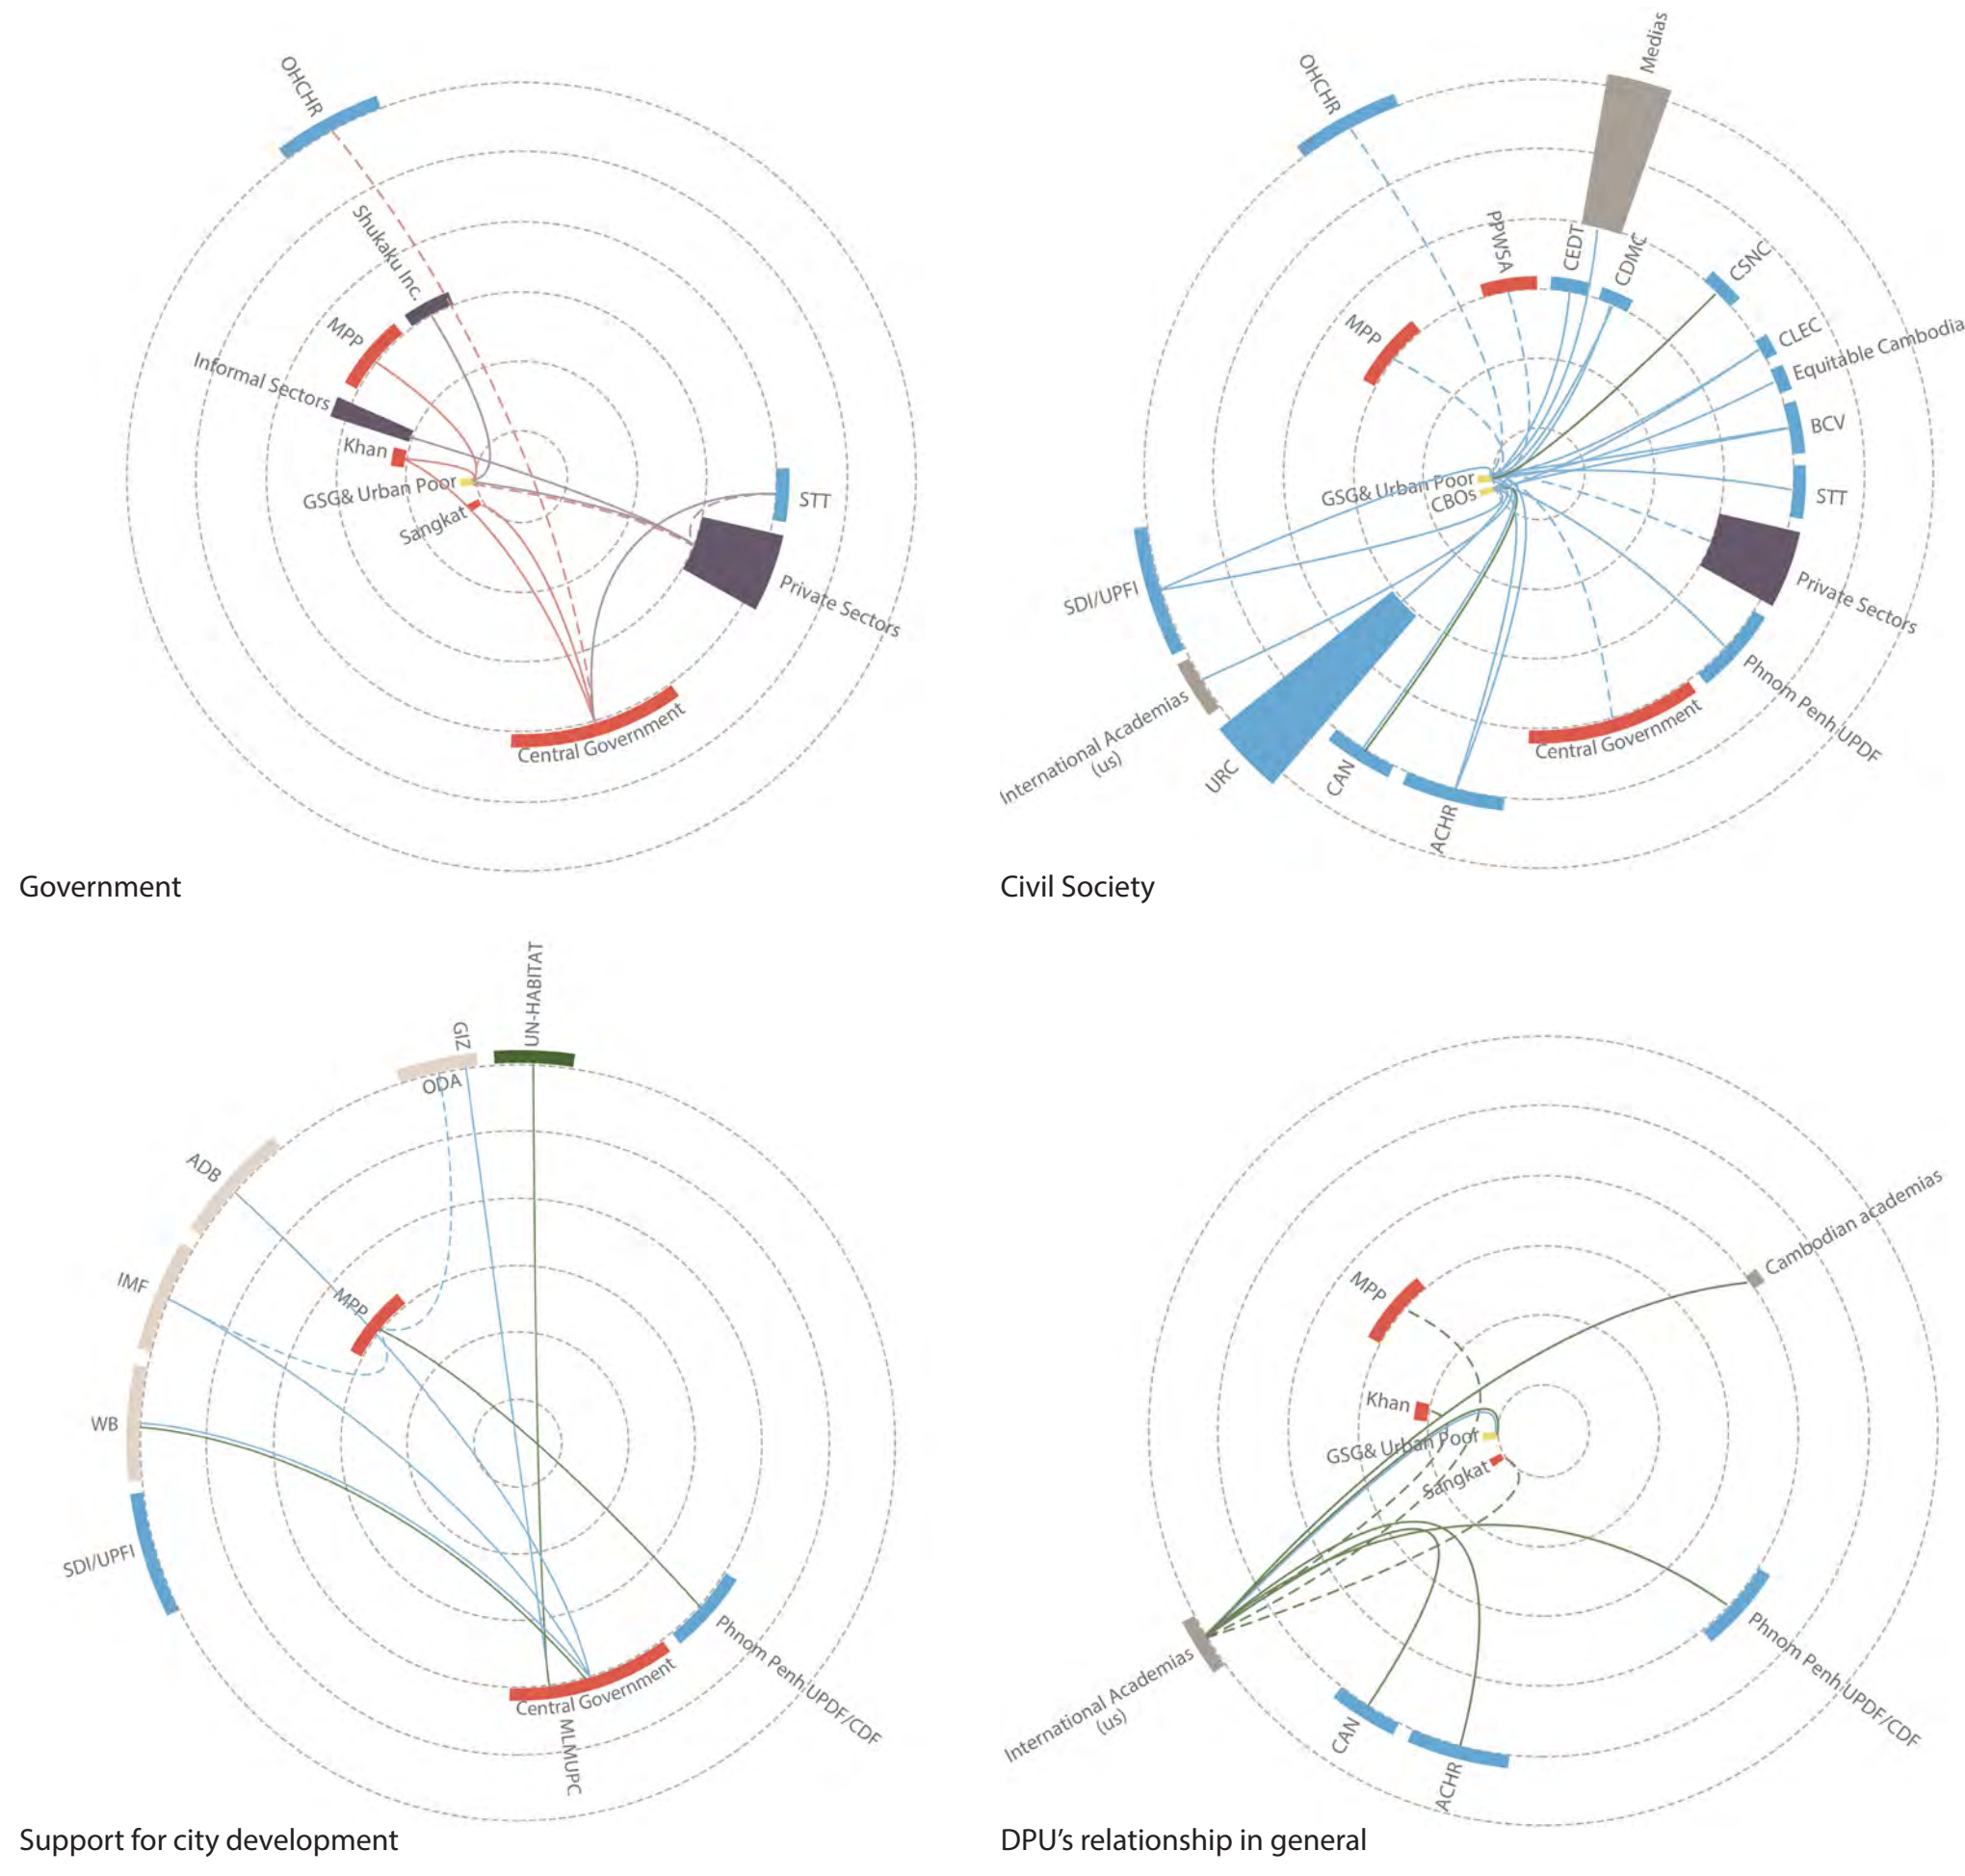 OHCHR
Shukaku Inc.
MPP
Informal Sectors
Khan
GSG& Urban Poor
Sangkat
STT
Private Sectors
Central Government
Government
OHCHR
Medias
PPWSA
CEDT
CDMC
CSNC
MPP
CLEC
Equitable Cambodia
BCV
GSG& Urban Poor
CBOs
STT
SDI/UPFI
Private Sectors
International Academias
(us)
URC
CAN
ACHR
Central Government
Phnom Penh UPDF
Civil Society
UN-HABITAT
GIZ
ODA
ADB
IMF
MPP
WB
SDI/UPFI
Central Government
MLMUPC
Phnom Penh UPDF/CDF
Support for city development
Cambodian academias
MPP
Khan
GSG& Urban Poor
Sangkat
International Academias
(us)
CAN
ACHR
Phnom Penh UPDF/CDF
DPU's relationship in general